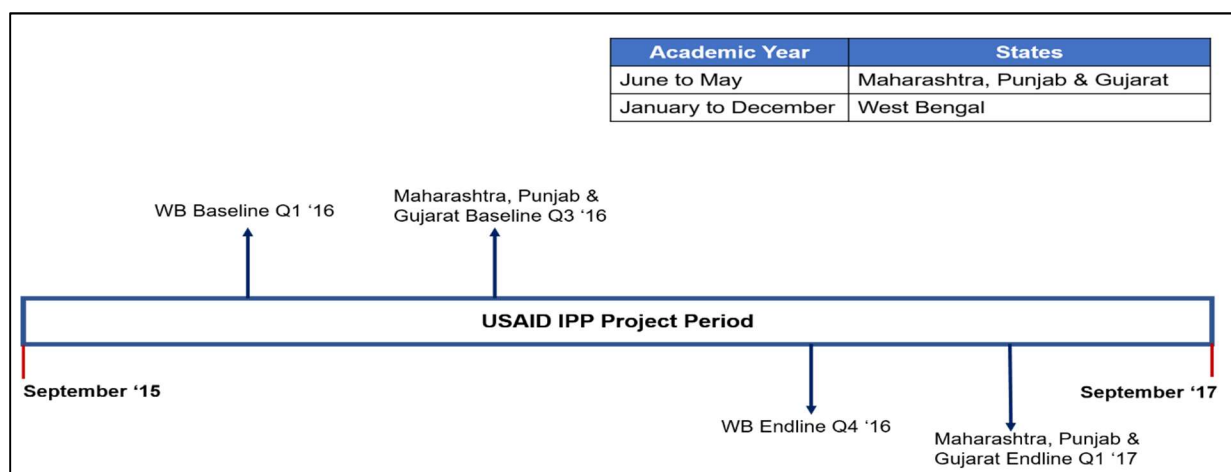 Academic Year States
June to May Maharashtra, Punjab & Gujarat
January to December West Bengal
WB Baseline Q1 ‘16
Maharashtra, Punjab &
Gujarat Baseline Q3 ‘16
USAID IPP Project Period
September ‘15
September ‘17
WB Endline Q4 ‘16
Maharashtra, Punjab &
Gujarat Endline Q1 ‘17